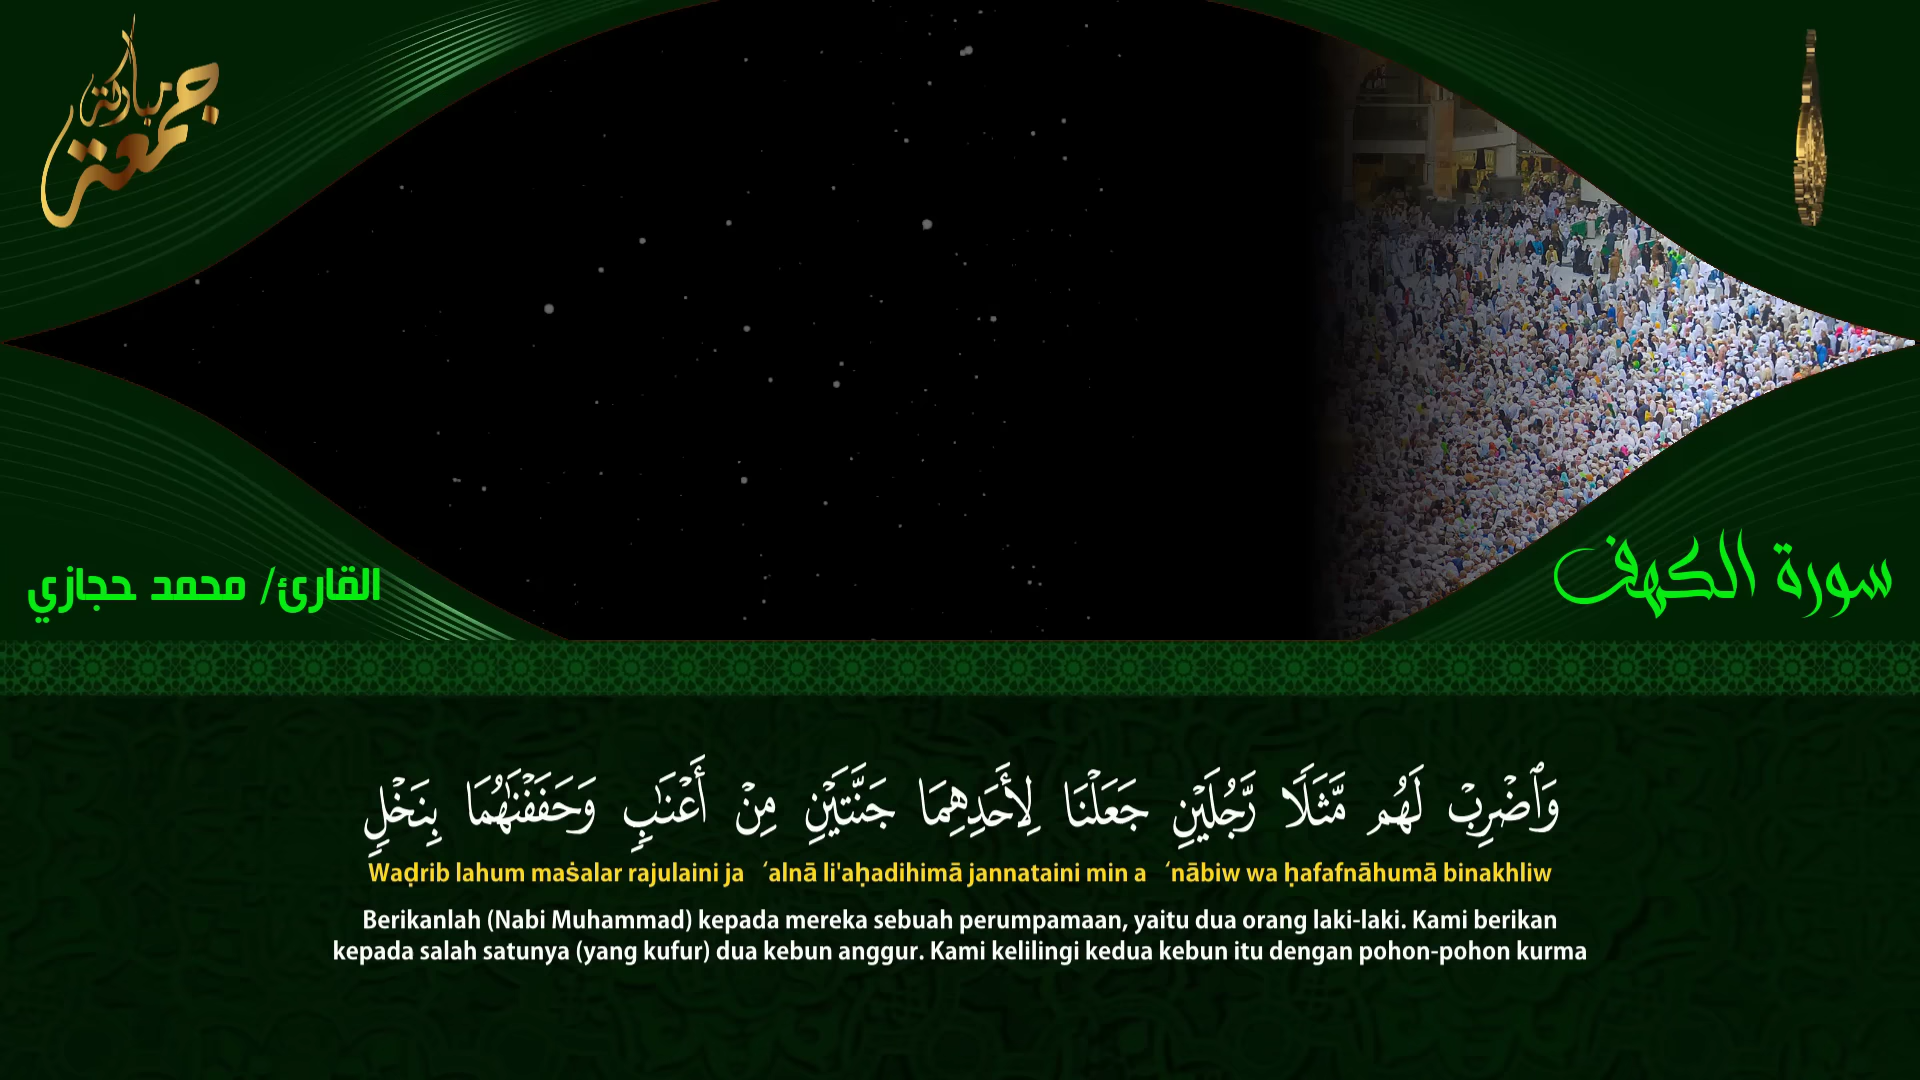 جمعة مباركة
القارئ/ محمد حجازي
سورة الكهف
وَٱضْرِبْ لَهُم مَّثَلًا رَّجُلَيْنِ جَعَلْنَا لِأَحَدِهِمَا جَنَّتَيْنِ مِنْ أَعْنَٰبٍ وَحَفَفْنَٰهُمَا بِنَخْلٍ
Waḍrib lahum maṡalar rajulaini ja‘alnā li'aḥadihimā jannataini min a‘nābiw wa ḥafafnāhumā binakhliw
Berikanlah (Nabi Muhammad) kepada mereka sebuah perumpamaan, yaitu dua orang laki-laki. Kami berikan
kepada salah satunya (yang kufur) dua kebun anggur. Kami kelilingi kedua kebun itu dengan pohon-pohon kurma